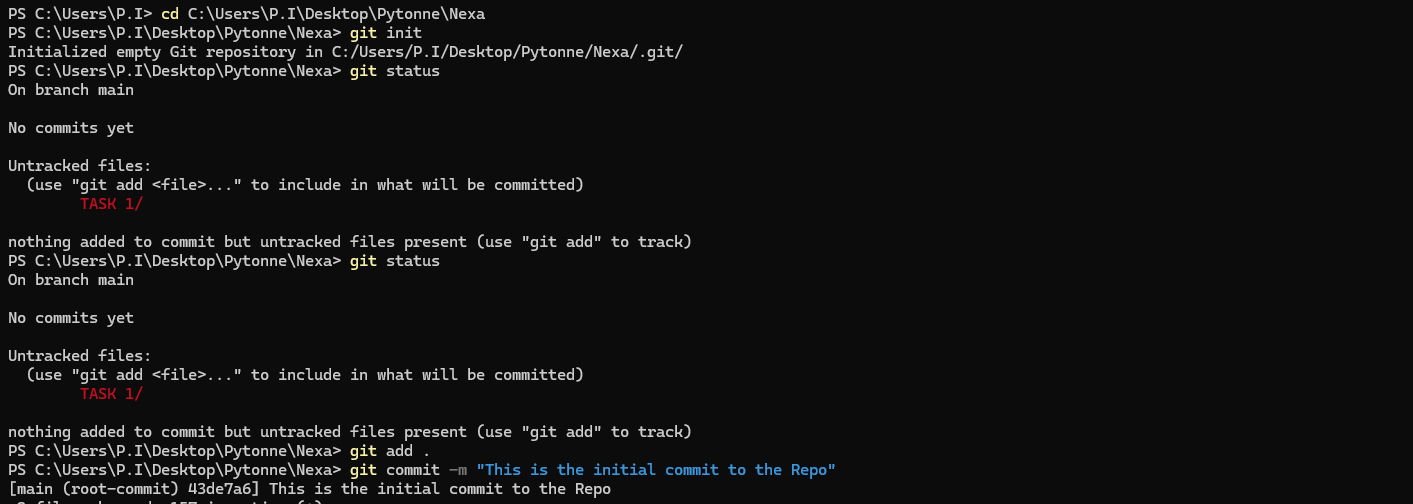 PS C:\Users\P.I> cd C:\Users\P.I\Desktop\Pytonne\Nexa
PS C:\Users\P.I\Desktop\Pytonne\Nexa> git init
Initialized empty Git repository in C:/Users/P.I/Desktop/Pytonne/Nexa/.git/
PS C:\Users\P.I\Desktop\Pytonne\Nexa> git status
On branch main
No commits yet
Untracked files:
(use "git add <file>..." to include in what will be committed)
TASK 1/
nothing added to commit but untracked files present (use "git add" to track)
PS C:\Users\P.I\Desktop\Pytonne\Nexa> git status
On branch main
No commits yet
Untracked files:
(use "git add <file>..." to include in what will be committed)
TASK 1/
nothing added to commit but untracked files present (use "git add" to track)
PS C:\Users\P.I\Desktop\Pytonne\Nexa> git add .
PS C:\Users\P.I\Desktop\Pytonne\Nexa> git commit -m "This is the initial commit to the Repo"
[main (root-commit) 43de7a6] This is the initial commit to the Repo